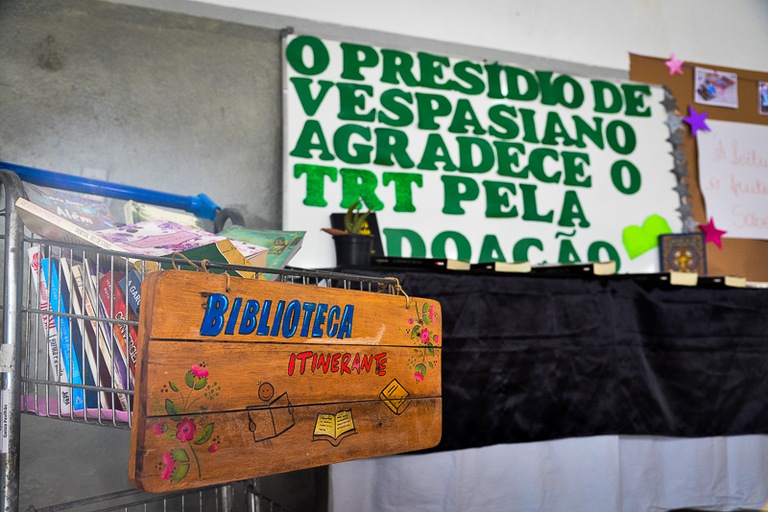 O PRESÍDIO DE
VESPASIANO
AGRADECE O
TRT PELA
DOAÇÃO
BIBLIOTECA
ITINERANTE